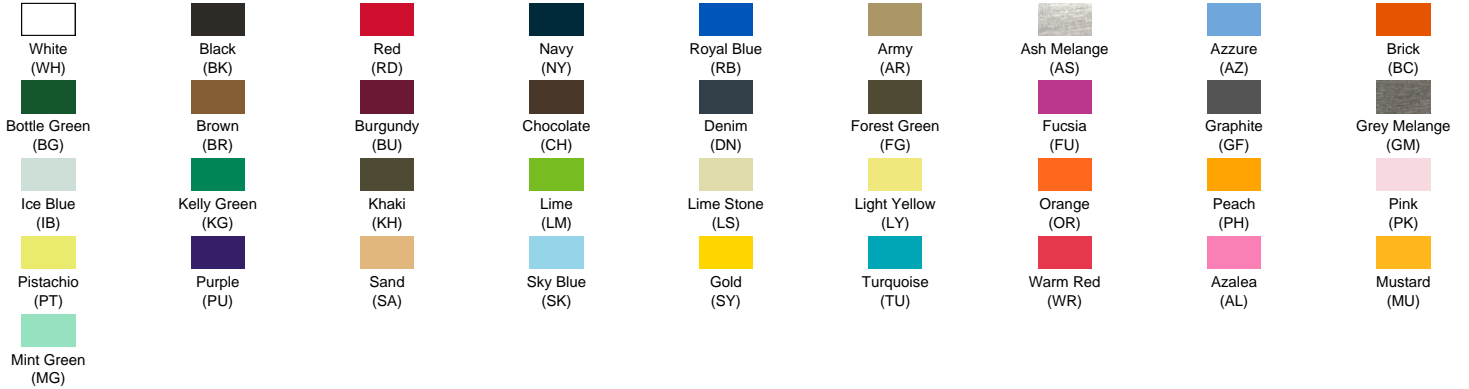 White Black Red Navy Royal Blue Army Ash Melange Azzure Brick
(WH) (BK) (RD) (NY) (RB) (AR) (AS) (AZ) (BC)
Bottle Green Brown Burgundy Chocolate Denim Forest Green Fucsia Graphite Grey Melange
(BG) (BR) (BU) (CH) (DN) (FG) (FU) (GF) (GM)
Ice Blue Kelly Green Khaki Lime Lime Stone Light Yellow Orange Peach Pink
(IB) (KG) (KH) (LM) (LS) (LY) (OR) (PH) (PK)
Pistachio Purple Sand Sky Blue Gold Turquoise Warm Red Azalea Mustard
(PT) (PU) (SA) (SK) (SY) (TU) (WR) (AL) (MU)
Mint Green
(MG)